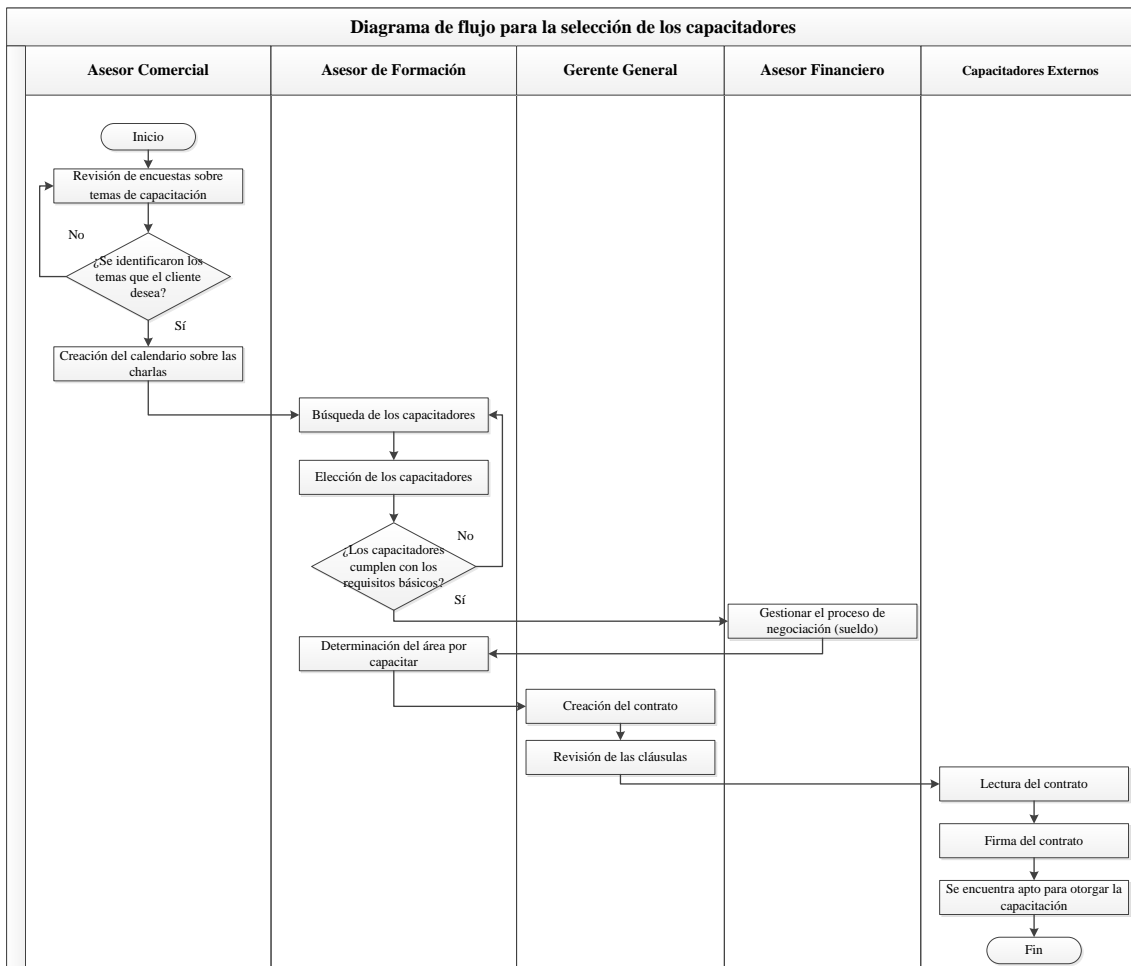 Diagrama de flujo para la selección de los capacitadores
Asesor Comercial
Asesor de Formación
Gerente General
Asesor Financiero
Capacitadores Externos
Inicio
Revisión de encuestas sobre
temas de capacitación
No
¿Se identificaron los
temas que el cliente
desea?
Sí
Creación del calendario sobre las
charlas
Búsqueda de los capacitadores
Elección de los capacitadores
No
¿Los capacitadores
cumplen con los
requisitos básicos?
Sí
Gestionar el proceso de
negociación (sueldo)
Determinación del área por
capacitar
Creación del contrato
Revisión de las cláusulas
Lectura del contrato
Firma del contrato
Se encuentra apto para otorgar la
capacitación
Fin